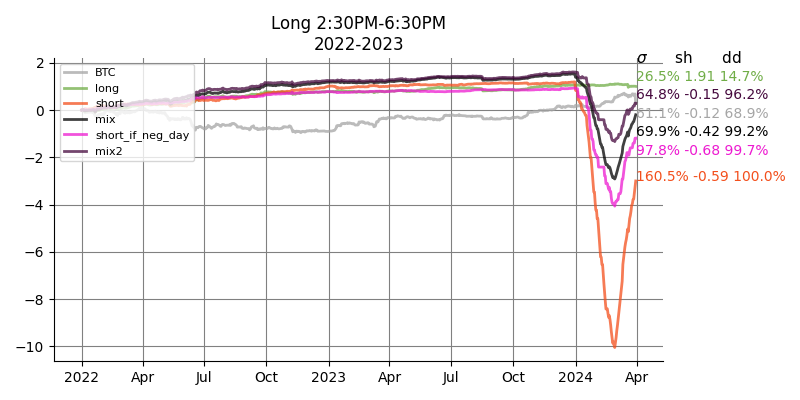 Long 2:30PM-6:30PM
2022-2023
σ sh dd
BTC
long
short
mix
short_if_neg_day
mix2
26.5% 1.91 14.7%
64.8% -0.15 96.2%
61.1% -0.12 68.9%
69.9% -0.42 99.2%
97.8% -0.68 99.7%
160.5% -0.59 100.0%
2
0
−2
−4
−6
−8
−10
2022 Apr Jul Oct 2023 Apr Jul Oct 2024 Apr